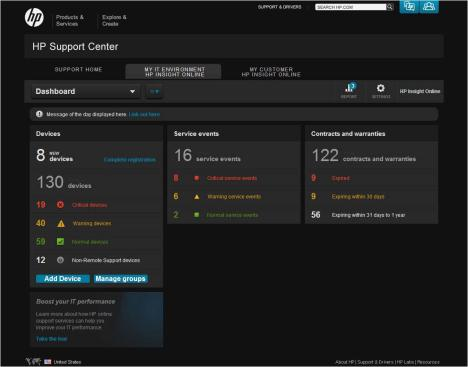 SUPPORT & DRIVERS
SEARCH HP.COM
hp
Products & Services
Explore & Create
HP Support Center
SUPPORT HOME
MY IT ENVIRONMENT
HP INSIGHT ONLINE
MY CUSTOMER
HP INSIGHT ONLINE
Dashboard
REPORT
SETTINGS
HP Insight Online
Message of the day displayed here. Link out here
Devices
8 NEW devices
Complete registration
130 devices
19 Critical devices
40 Warning devices
59 Normal devices
12 Non-Remote Support devices
Add Device
Manage groups
Service events
16 service events
8 Critical service events
6 Warning service events
2 Normal service events
Contracts and warranties
122 contracts and warranties
9 Expired
9 Expiring within 30 days
56 Expiring within 31 days to 1 year
Boost your IT performance
Learn more about how HP online
support services can help you
improve your IT performance.
Take the tour
United States
About HP | Support & Drivers | HP Labs | Resources